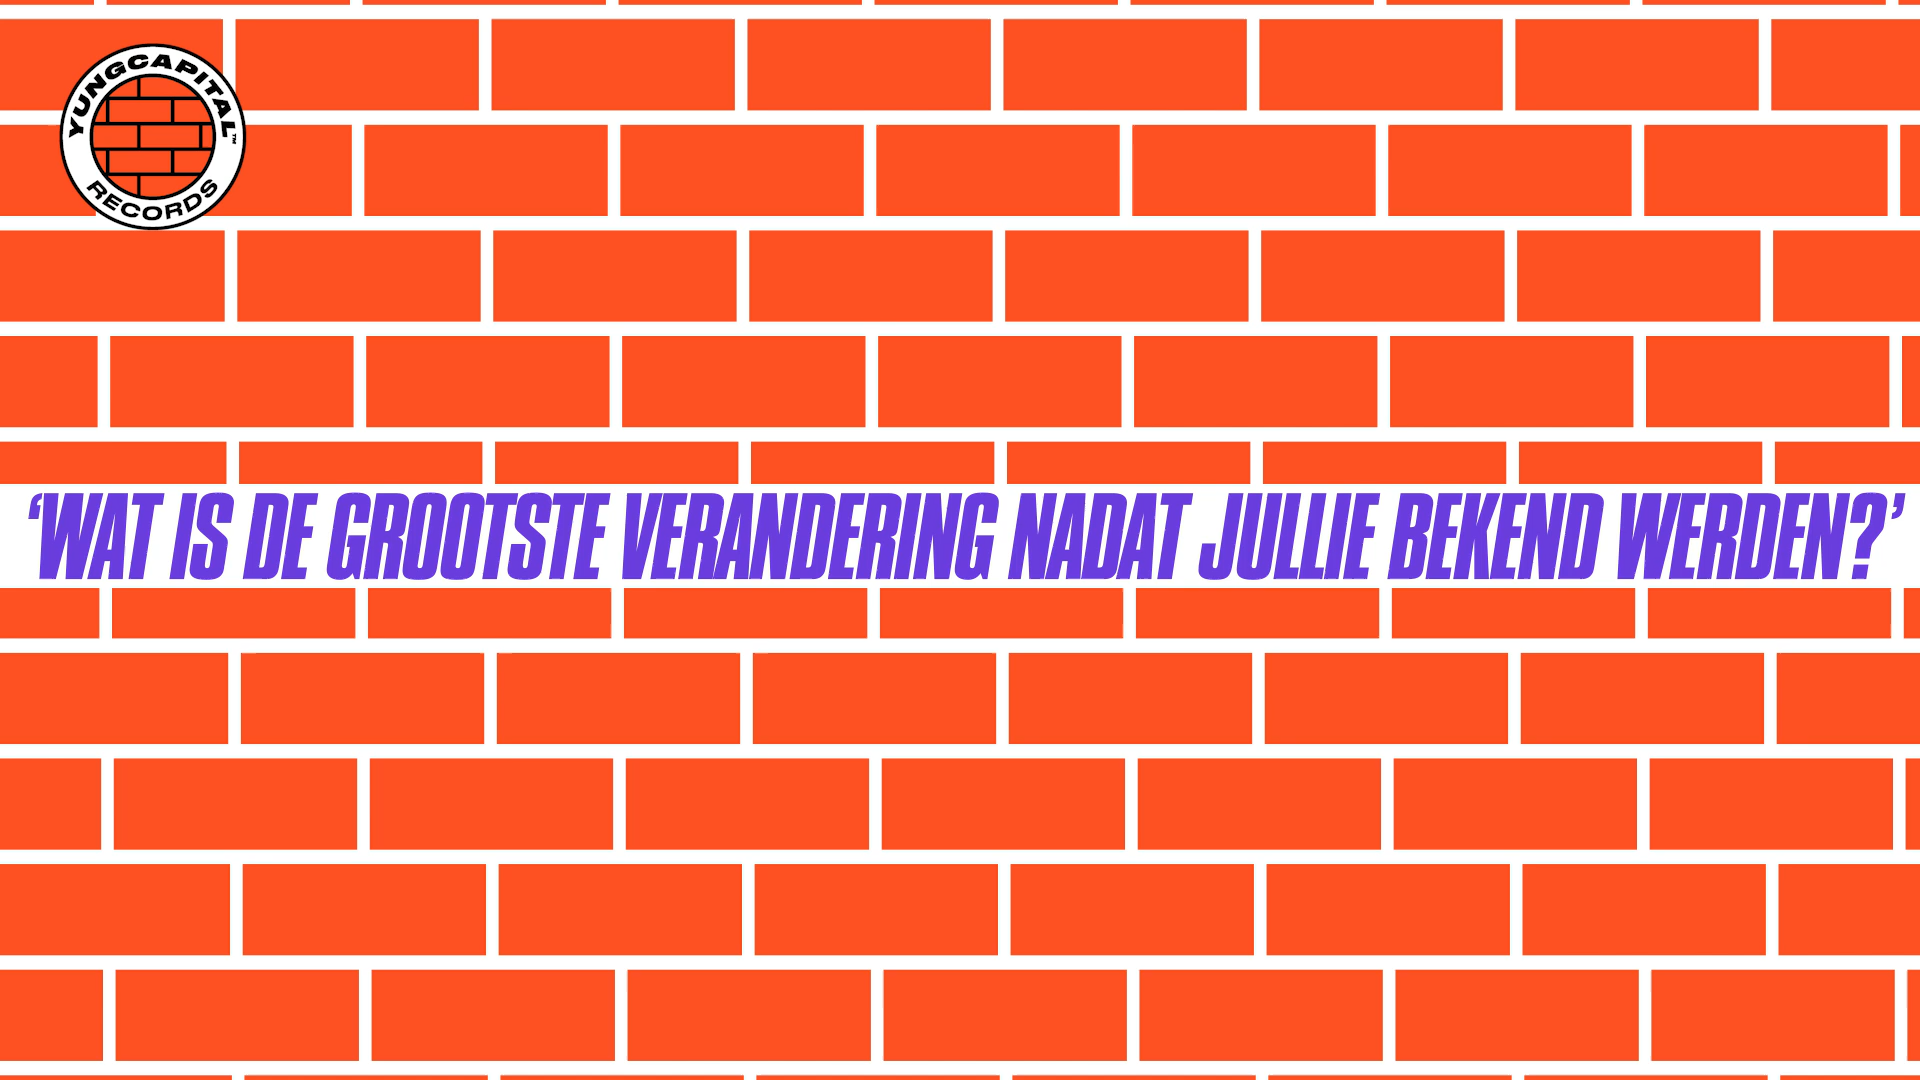 YUNGCAPITAL™
RECORDS
‘WAT IS DE GROOTSTE VERANDERING NADAT JULLIE BEKEND WERDEN?’